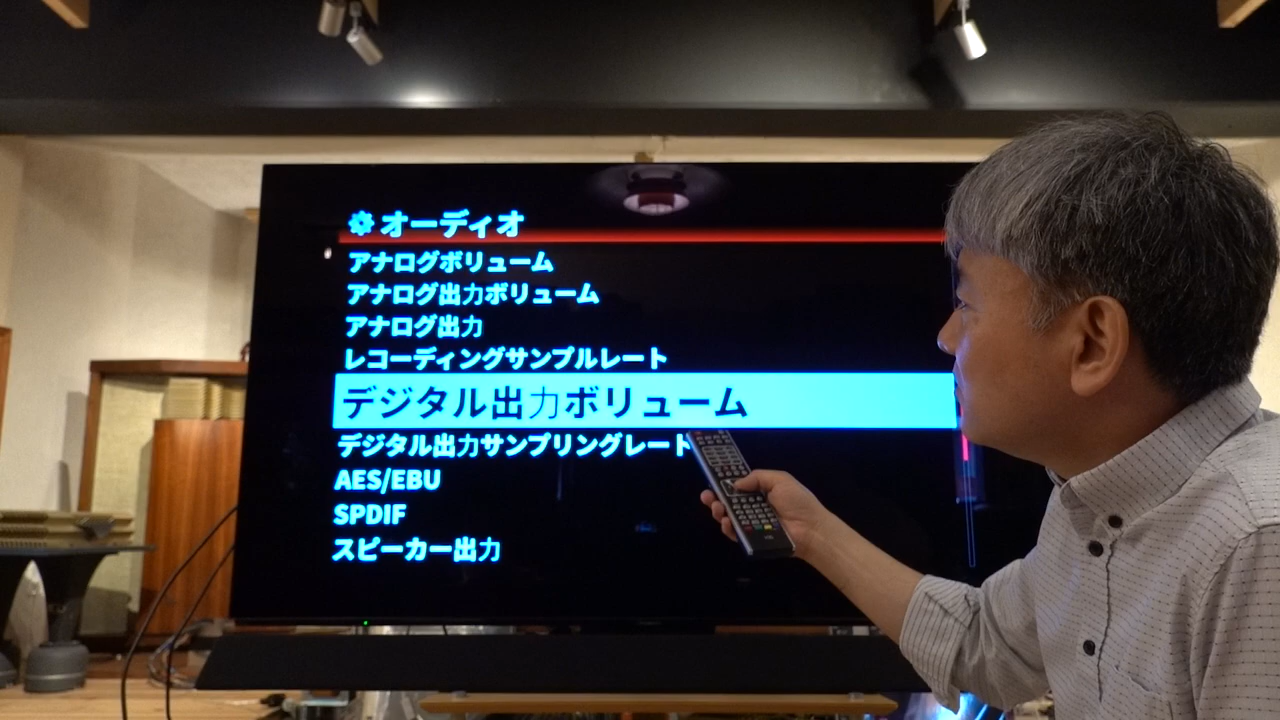 オーディオ
アナログボリューム
アナログ出力ボリューム
アナログ出力
レコーディングサンプルレート
デジタル出力ボリューム
デジタル出力サンプリングレート
AES/EBU
SPDIF
スピーカー出力